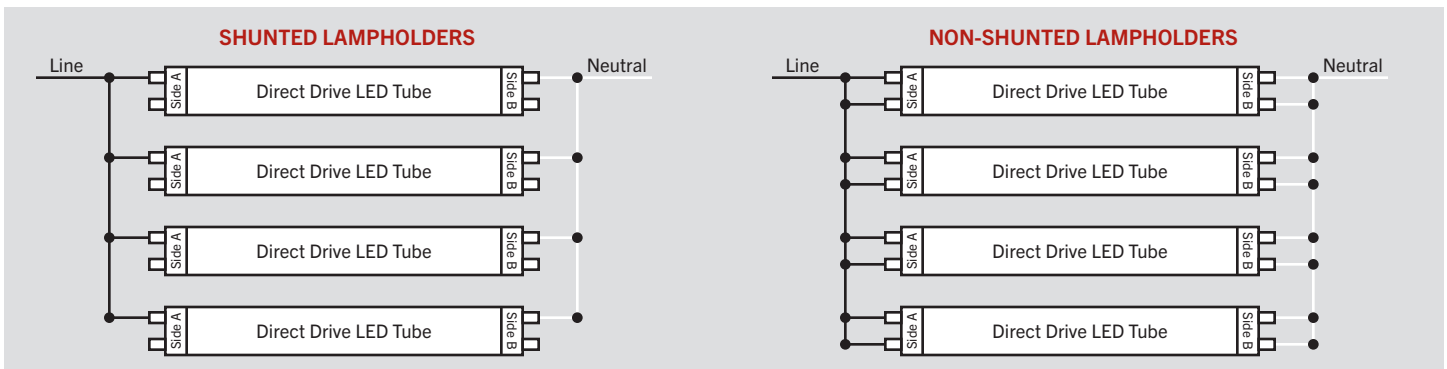 SHUNTED LAMPHOLDERS
Line
Neutral
Side A
Direct Drive LED Tube
Side B
Side A
Direct Drive LED Tube
Side B
Side A
Direct Drive LED Tube
Side B
Side A
Direct Drive LED Tube
Side B
NON-SHUNTED LAMPHOLDERS
Line
Neutral
Side A
Direct Drive LED Tube
Side B
Side A
Direct Drive LED Tube
Side B
Side A
Direct Drive LED Tube
Side B
Side A
Direct Drive LED Tube
Side B